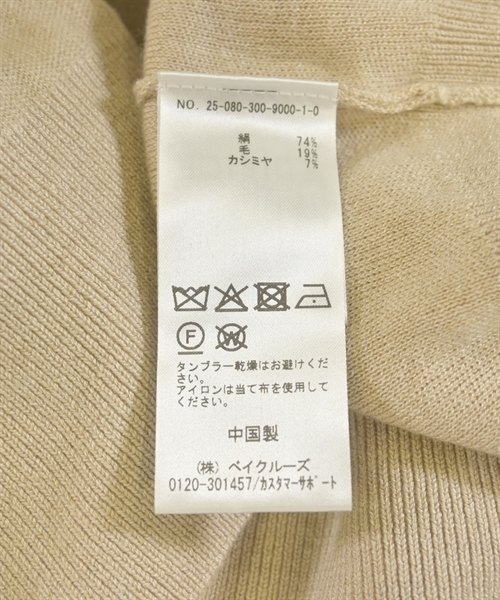 NO. 25-080-300-9000-1-0
絹 74%
毛 19%
カシミヤ 7%
F W
タンブラー乾燥はお避けくだ
さい。
アイロンは当て布を使用して
ください。
中国製
(株) ベイクルーズ
0120-301457/カスタマーサポート